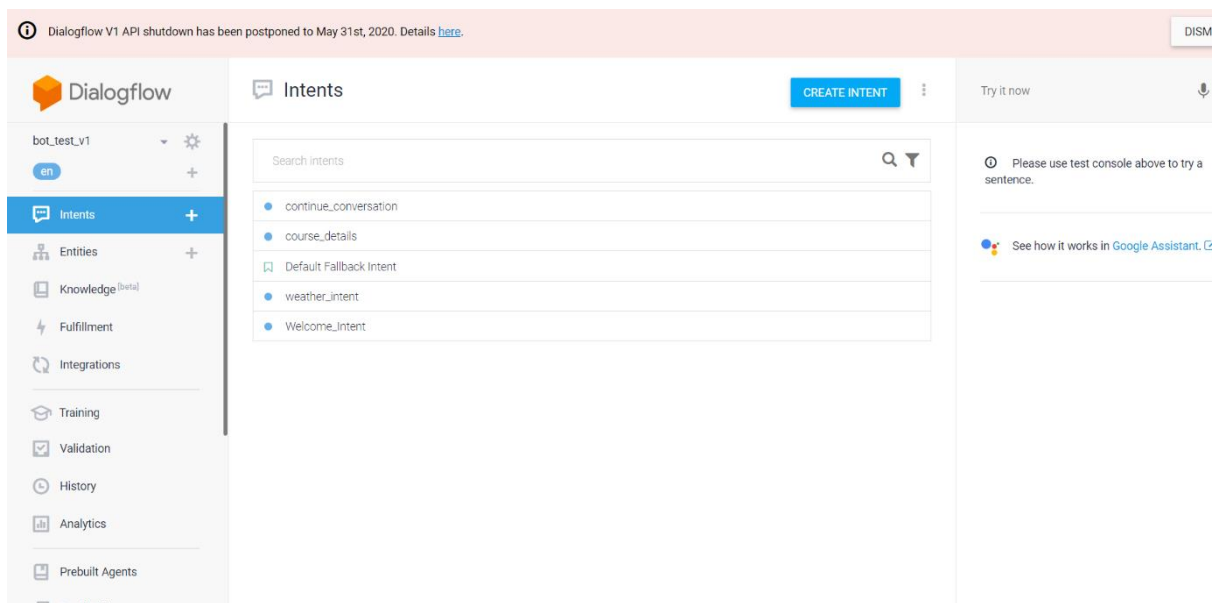 Dialogflow V1 API shutdown has been postponed to May 31st, 2020. Details here.
DISM
Dialogflow
Intents
CREATE INTENT
Try it now
bot_test_v1
en
Search intents
Please use test console above to try a
sentence.
Intents
continue_conversation
course_details
Entities
See how it works in Google Assistant.
Default Fallback Intent
Knowledge [beta]
weather_intent
Fulfillment
Welcome_Intent
Integrations
Training
Validation
History
Analytics
Prebuilt Agents